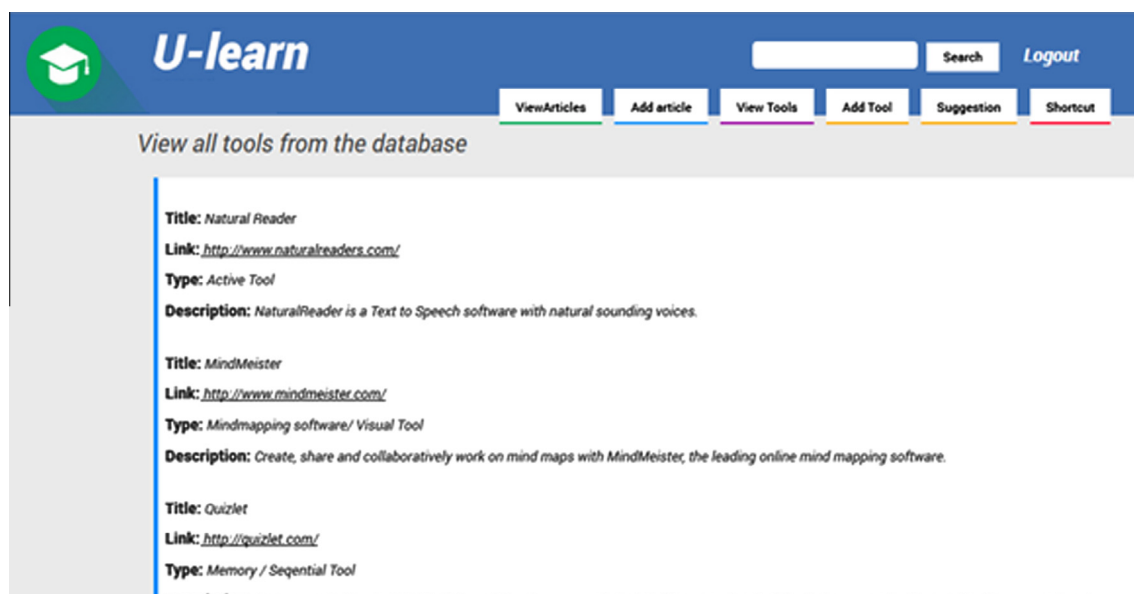 U-learn
Search Logout
ViewArticles Add article View Tools Add Tool Suggestion Shortcut
View all tools from the database
Title: Natural Reader
Link: http://www.naturalreaders.com/
Type: Active Tool
Description: NaturalReader is a Text to Speech software with natural sounding voices.
Title: MindMeister
Link: http://www.mindmeister.com/
Type: Mindmapping software/ Visual Tool
Description: Create, share and collaboratively work on mind maps with MindMeister, the leading online mind mapping software.
Title: Quizlet
Link: http://quizlet.com/
Type: Memory / Seqential Tool